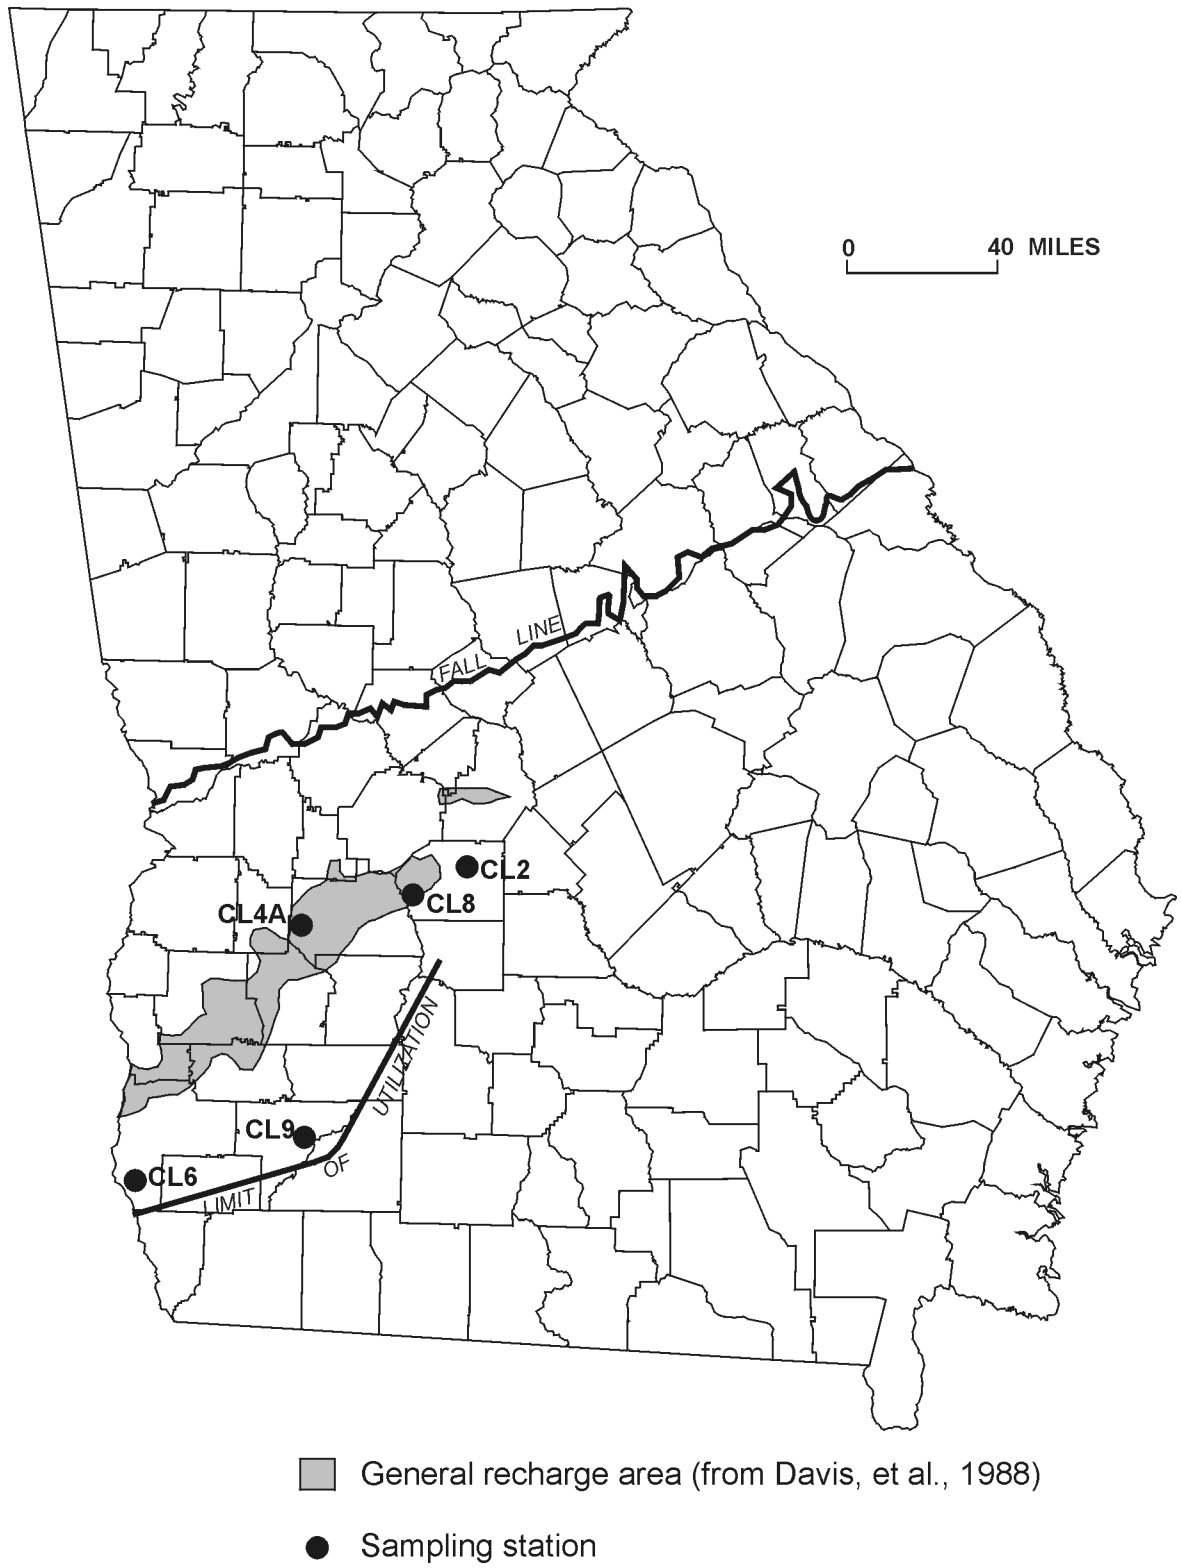 0 40 MILES
FALL LINE
CL2
CL8
CL4A
CL9
CL6
LIMIT OF UTILIZATION
General recharge area (from Davis, et al., 1988)
Sampling station